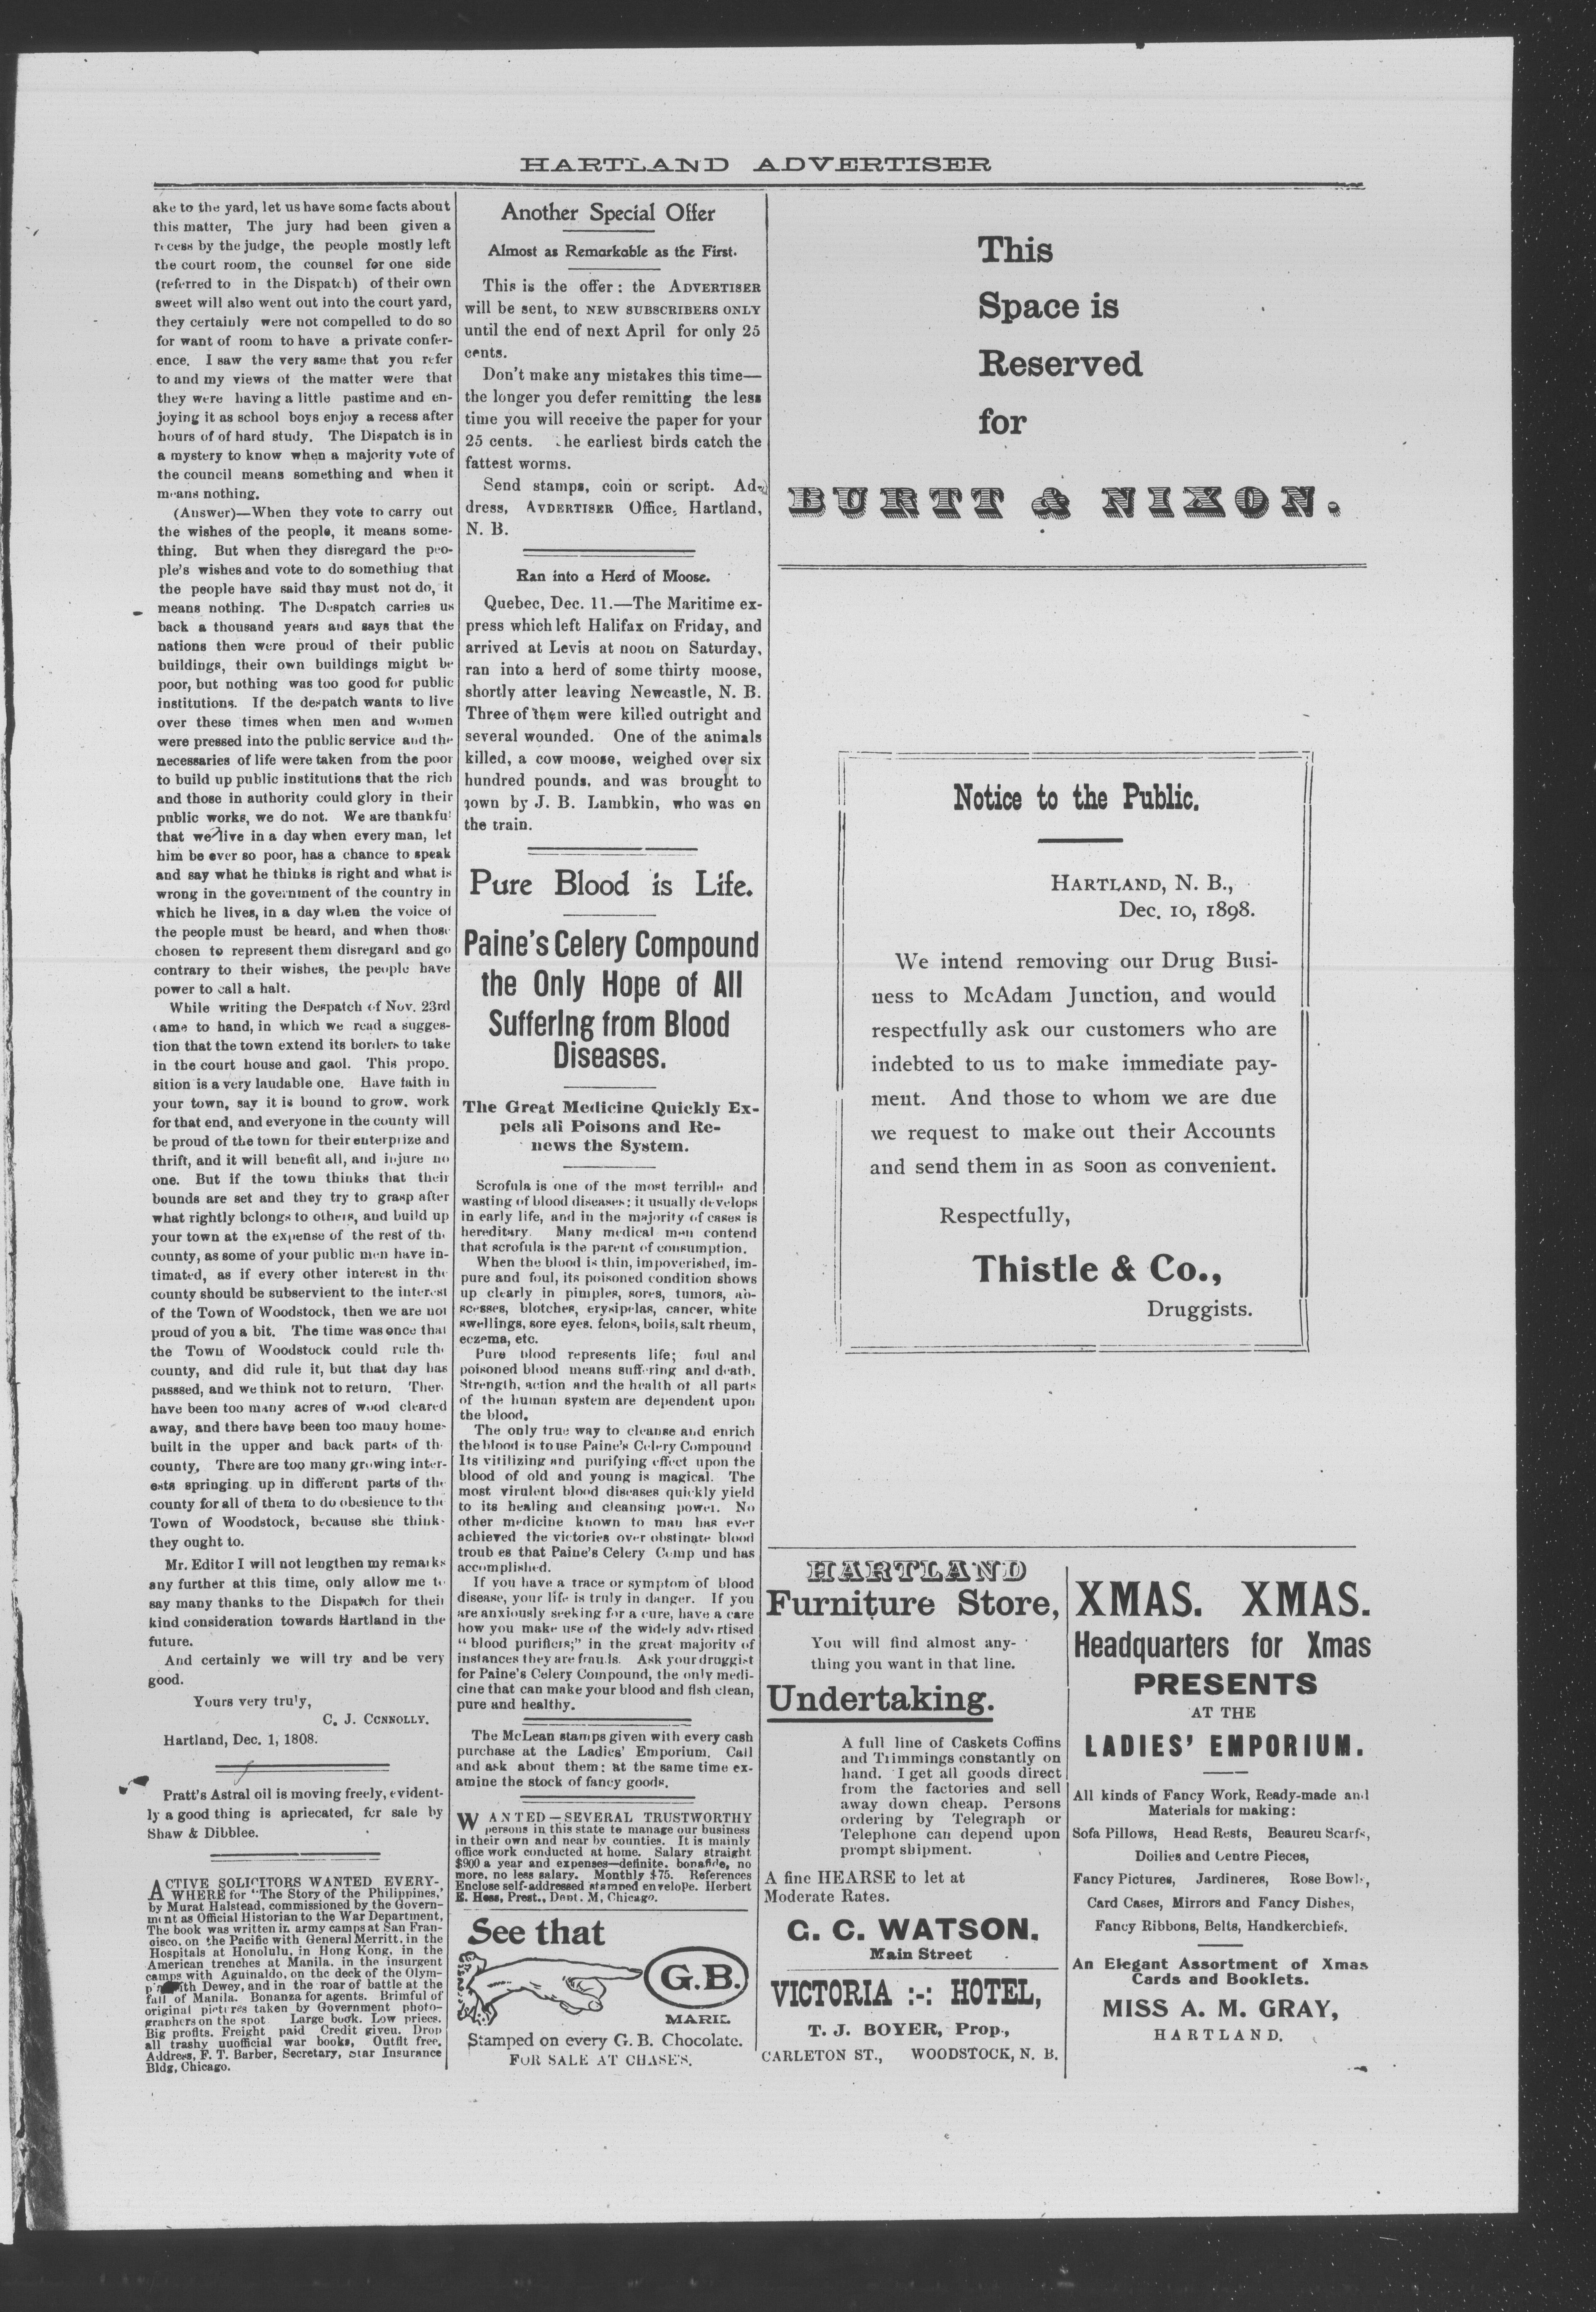 HARTLAND ADVERTISER
ake to the yard, let us have some facts about
this matter, The jury had been given a
recess by the judge, the people mostly left
the court room, the counsel for one side
(referred to in the Dispatch) of their own
sweet will also went out into the court yard,
they certainly were not compelled to do so
for want of room to have a private confer-
ence. I saw the very same that you refer
to and my views of the matter were that
they were having a little pastime and en-
joying it as school boys enjoy a recess after
hours of of hard study. The Dispatch is in
a mystery to know when a majority vote of
the council means something and when it
means nothing.
(Answer)—When they vote to carry out
the wishes of the people, it means some-
thing. But when they disregard the peo-
ple's wishes and vote to do something that
the people have said thay must not do, it
means nothing. The Despatch carries us
back a thousand years and says that the
nations then were proud of their public
buildings, their own buildings might be
poor, but nothing was too good for public
institutions. If the despatch wants to live
over these times when men and women
were pressed into the public service and the
necessaries of life were taken from the poor
to build up public institutions that the rich
and those in authority could glory in their
public works, we do not. We are thankful
that we live in a day when every man, let
him be ever so poor, has a chance to speak
and say what he thinks is right and what is
wrong in the government of the country in
which he lives, in a day when the voice of
the people must be heard, and when those
chosen to represent them disregard and go
contrary to their wishes, the people have
power to call a halt.
While writing the Despatch of Nov. 23rd
came to hand, in which we read a sugges-
tion that the town extend its borders to take
in the court house and gaol. This propo.
sition is a very laudable one. Have faith in
your town, say it is bound to grow, work
for that end, and everyone in the county will
be proud of the town for their enterprize and
thrift, and it will benefit all, and injure no
one. But if the town thinks that their
bounds are set and they try to grasp after
what rightly belongs to others, and build up
your town at the expense of the rest of the
county, as some of your public men have in-
timated, as if every other interest in the
county should be subservient to the interest
of the Town of Woodstock, then we are not
proud of you a bit. The time was once that
the Town of Woodstock could rule the
county, and did rule it, but that day has
passsed, and we think not to return. There
have been too many acres of wood cleared
away, and there have been too many homes
built in the upper and back parts of the
county. There are too many growing inter-
ests springing up in different parts of the
county for all of them to do obesience to the
Town of Woodstock, because she thinks
they ought to.
Mr. Editor I will not lengthen my remarks
any further at this time, only allow me to
say many thanks to the Dispatch for their
kind consideration towards Hartland in the
future.
And certainly we will try and be very
good.
Yours very truly,
C. J. CONNOLLY.
Hartland, Dec. 1, 1808.
Pratt's Astral oil is moving freely, evident-
ly a good thing is apriecated, for sale by
Shaw & Dibblee.
ACTIVE SOLICITORS WANTED EVERY-
WHERE for "The Story of the Philippines,'
by Murat Halstead, commissioned by the Govern-
ment as Official Historian to the War Department,
The book was written in army camps at San Fran-
cisco, on the Pacific with General Merritt, in the
Hospitals at Honolulu, in Hong Kong, in the
American trenches at Manila, in the insurgent
camps with Aguinaldo, on the deck of the Olym-
with Dewey, and in the roar of battle at the
fall of Manila. Bonanza for agents. Brimful of
original pictures taken by Government photo-
graphers on the spot Large book. Low prices.
Big profits. Freight paid Credit given. Drop
all trashy unofficial war books, Outfit free.
Address, F. T. Barber, Secretary, Star Insurance
Bldg, Chicago.
Another Special Offer
Almost as Remarkable as the First.
This is the offer: the ADVERTISER
will be sent, to NEW SUBSCRIBERS ONLY
until the end of next April for only 25
cents.
Don't make any mistakes this time—
the longer you defer remitting the less
time you will receive the paper for your
25 cents. he earliest birds catch the
fattest worms.
Send stamps, coin or script. Ad-
dress, AVDERTISER Office, Hartland,
N. B.
Ran into a Herd of Moose.
Quebec, Dec. 11.—The Maritime ex-
press which left Halifax on Friday, and
arrived at Levis at noon on Saturday,
ran into a herd of some thirty moose,
shortly atter leaving Newcastle, N. B.
Three of them were killed outright and
several wounded. One of the animals
killed, a cow moose, weighed over six
hundred pounds, and was brought to
town by J. B. Lambkin, who was on
the train.
Pure Blood is Life.
Paine's Celery Compound
the Only Hope of All
Suffering from Blood
Diseases.
The Great Medicine Quickly Ex-
pels all Poisons and Re-
news the System.
Scrofula is one of the most terrible and
wasting of blood diseases; it usually develops
in early life, and in the majority of cases is
hereditary. Many medical men contend
that scrofula is the parent of consumption.
When the blood is thin, impoverished, im-
pure and foul, its poisoned condition shows
up clearly in pimples, sores, tumors, ab-
scesses, blotches, erysipelas, cancer, white
swellings, sore eyes, felons, boils, salt rheum,
eczema, etc.
Pure blood represents life; foul and
poisoned blood means suffering and death.
Strength, action and the health of all parts
of the human system are dependent upon
the blood.
The only true way to cleanse and enrich
the blood is to use Paine's Celery Compound
Its vitilizing and purifying effect upon the
blood of old and young is magical. The
most virulent blood diseases quickly yield
to its healing and cleansing power. No
other medicine known to man has ever
achieved the victories over obstinate blood
troub es that Paine's Celery Comp und has
accomplished.
If you have a trace or symptom of blood
disease, your life is truly in danger. If you
are anxiously seeking for a cure, have a care
how you make use of the widely advertised
"blood purifiers;" in the great majority of
instances they are frauds. Ask your druggist
for Paine's Celery Compound, the only medi-
cine that can make your blood and flsh clean,
pure and healthy.
The McLean stamps given with every cash
purchase at the Ladies' Emporium. Call
and ask about them; at the same time ex-
amine the stock of fancy goods.
WANTED—SEVERAL TRUSTWORTHY
persons in this state to manage our business
in their own and near by counties. It is mainly
office work conducted at home. Salary straight
$900 a year and expenses—definite, bonafide, no
more, no less salary. Monthly $75. References
Enclose self-addressed stamped envelope. Herbert
E. Hess, Prest., Dept. M, Chicago.
See that
G.B.
MARK
Stamped on every G. B. Chocolate.
FOR SALE AT CHASE'S.
This
Space is
Reserved
for
BURTT & NIXON.
Notice to the Public.
HARTLAND, N. B.,
Dec. 10, 1898.
We intend removing our Drug Busi-
ness to McAdam Junction, and would
respectfully ask our customers who are
indebted to us to make immediate pay-
ment. And those to whom we are due
we request to make out their Accounts
and send them in as soon as convenient.
Respectfully,
Thistle & Co.,
Druggists.
HARTLAND
Furniture Store,
You will find almost any-
thing you want in that line.
Undertaking.
A full line of Caskets Coffins
and Trimmings constantly on
hand. I get all goods direct
from the factories and sell
away down cheap. Persons
ordering by Telegraph or
Telephone can depend upon
prompt shipment.
A fine HEARSE to let at
Moderate Rates.
C. C. WATSON.
Main Street
VICTORIA :-: HOTEL,
T. J. BOYER, Prop.,
CARLETON ST., WOODSTOCK, N. B.
XMAS. XMAS.
Headquarters for Xmas
PRESENTS
AT THE
LADIES' EMPORIUM.
All kinds of Fancy Work, Ready-made and
Materials for making:
Sofa Pillows, Head Rests, Beaureu Scarfs,
Doilies and Centre Pieces,
Fancy Pictures, Jardineres, Rose Bowls,
Card Cases, Mirrors and Fancy Dishes,
Fancy Ribbons, Belts, Handkerchiefs.
An Elegant Assortment of Xmas
Cards and Booklets.
MISS A. M. GRAY,
HARTLAND.